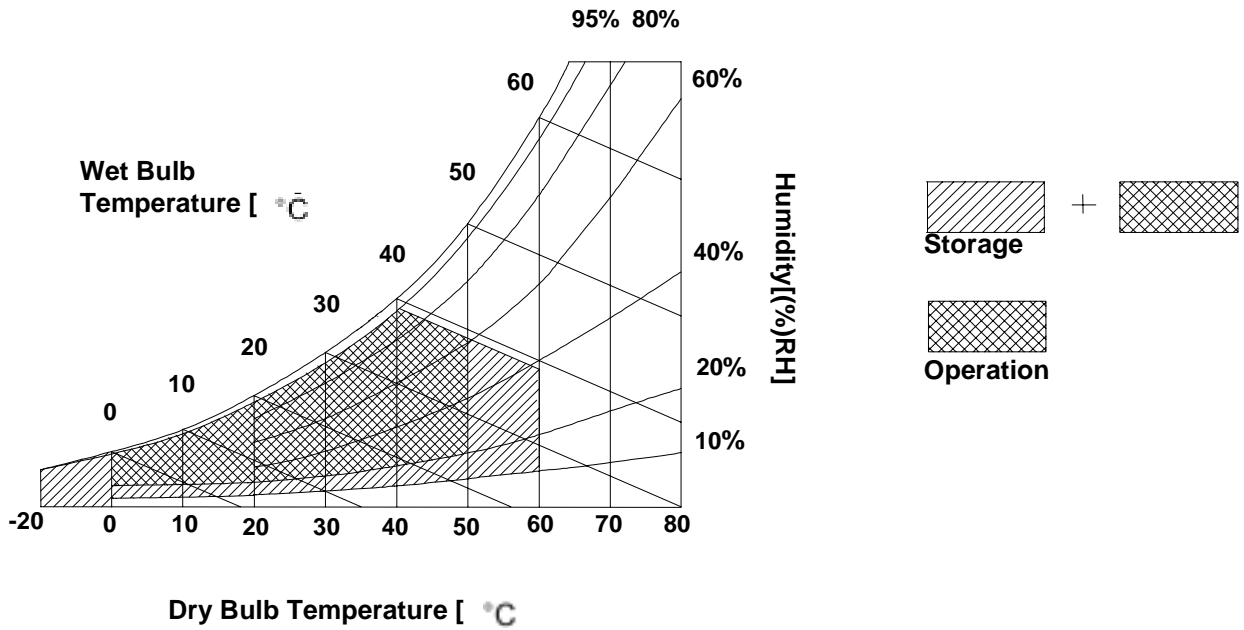 95% 80%
60
60%
Wet Bulb
Temperature [ °C
50
Humidity[(%)RH]
+
Storage
40
40%
30
20
20%
Operation
10
0
10%
-20 0 10 20 30 40 50 60 70 80
Dry Bulb Temperature [ °C